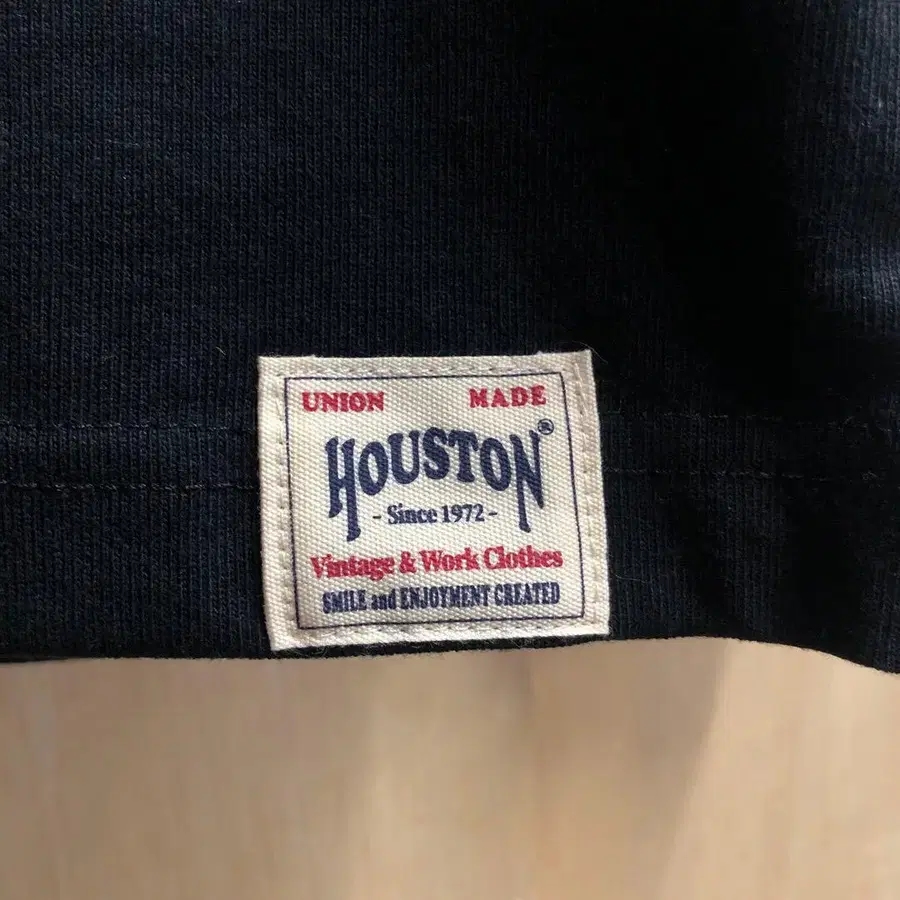 UNION MADE
HOUSTON®
- Since 1972 -
Vintage & Work Clothes
SMILE and ENJOYMENT CREATED